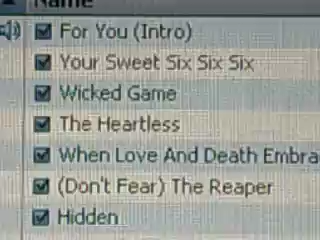 Name
For You (Intro)
Your Sweet Six Six Six
Wicked Game
The Heartless
When Love And Death Embra
(Don't Fear) The Reaper
Hidden